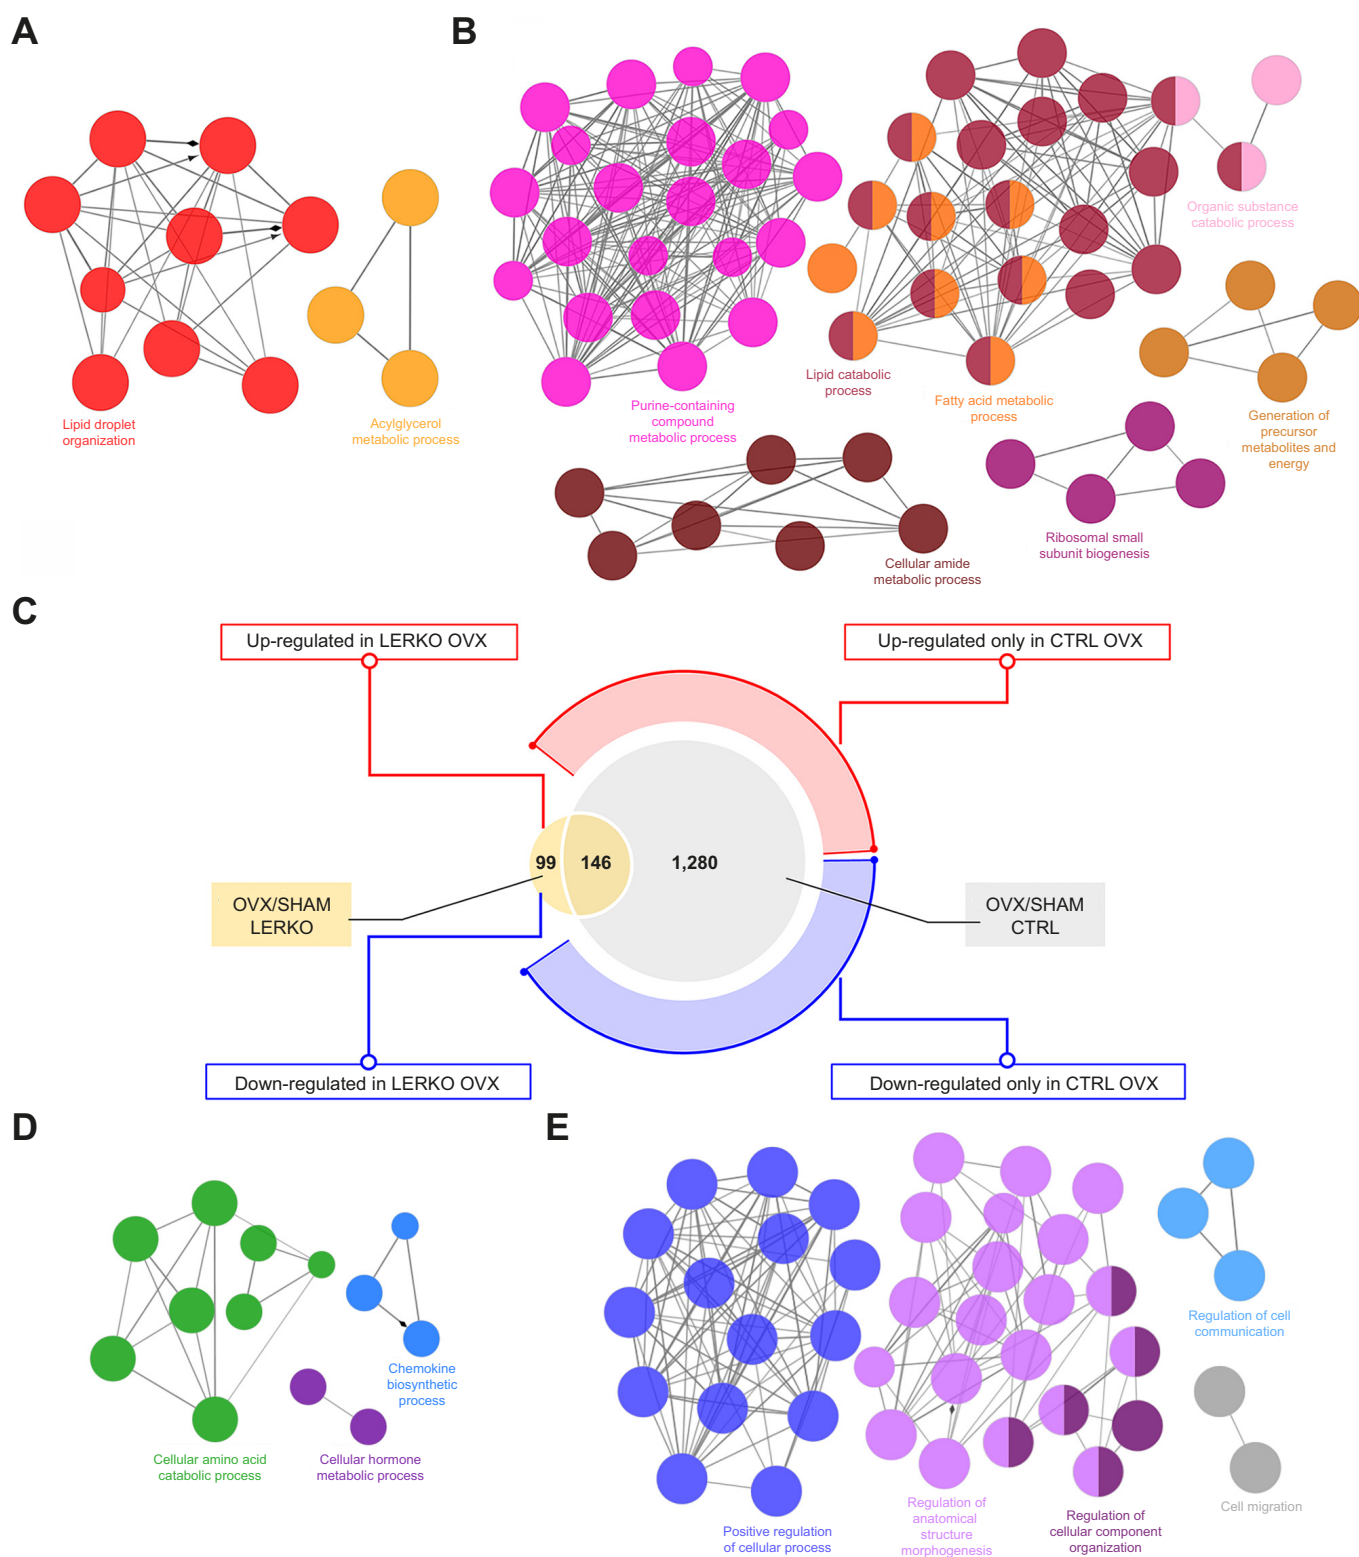 A
B
Lipid droplet
organization
Acylglycerol
metabolic process
Purine-containing
compound
metabolic process
Lipid catabolic
process
Fatty acid metabolic
process
Organic substance
catabolic process
Generation of
precursor
metabolites and
energy
Ribosomal small
subunit biogenesis
Cellular amide
metabolic process
C
Up-regulated in LERKO OVX
Up-regulated only in CTRL OVX
99
146
1,280
OVX/SHAM
LERKO
OVX/SHAM
CTRL
Down-regulated in LERKO OVX
Down-regulated only in CTRL OVX
D
E
Chemokine
biosynthetic
process
Cellular amino acid
catabolic process
Cellular hormone
metabolic process
Regulation of cell
communication
Cell migration
Positive regulation
of cellular process
Regulation of
anatomical
structure
morphogenesis
Regulation of
cellular component
organization